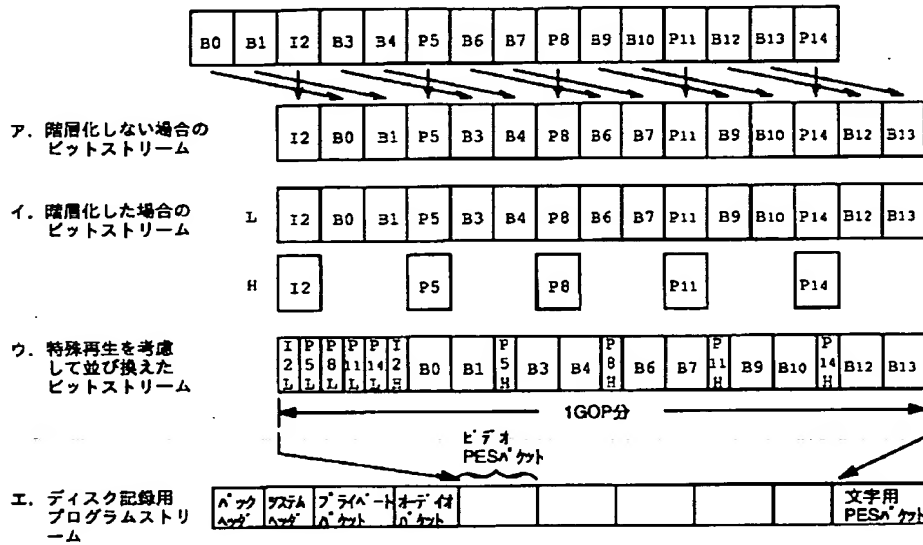 B0 B1 I2 B3 B4 P5 B6 B7 P8 B9 B10 P11 B12 B13 P14
ア. 階層化しない場合の
ビットストリーム
I2 B0 B1 P5 B3 B4 P8 B6 B7 P11 B9 B10 P14 B12 B13
イ. 階層化した場合の
ビットストリーム
L I2 B0 B1 P5 B3 B4 P8 B6 B7 P11 B9 B10 P14 B12 B13
H I2 P5 P8 P11 P14
ウ. 特殊再生を考慮
して並び換えた
ビットストリーム
I2L P5L P8L P11L P14L I2H B0 B1 P5H B3 B4 P8H B6 B7 P11H B9 B10 P14H B12 B13
1GOP分
ビデオ
PESパケット
エ. ディスク記録用
プログラムストリ
ーム
パック
ヘッダ
システム
ヘッダ
プライベート
パケット
オーディオ
パケット
文字用
PESパケット